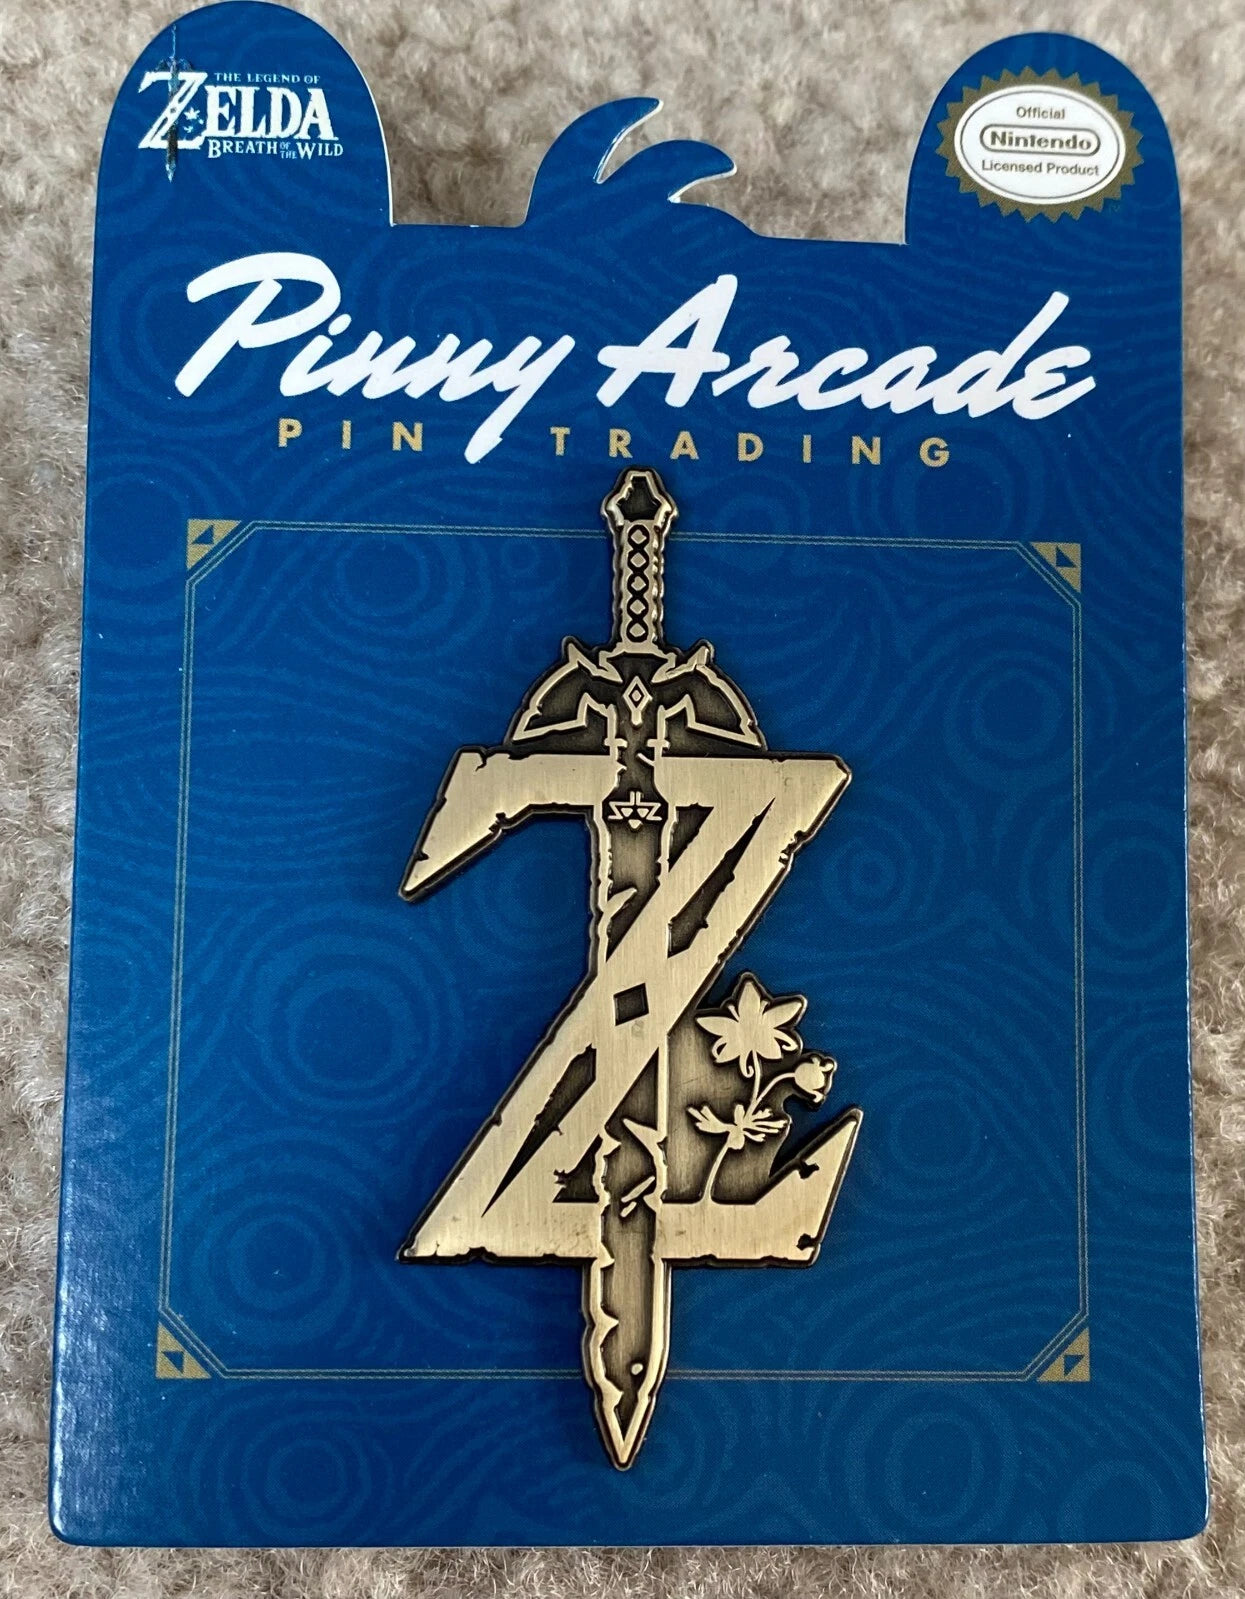 THE LEGEND OF
ZELDA
BREATH OF THE WILD
Official
Nintendo
Licensed Product
Pinny Arcade
PIN TRADING
Z